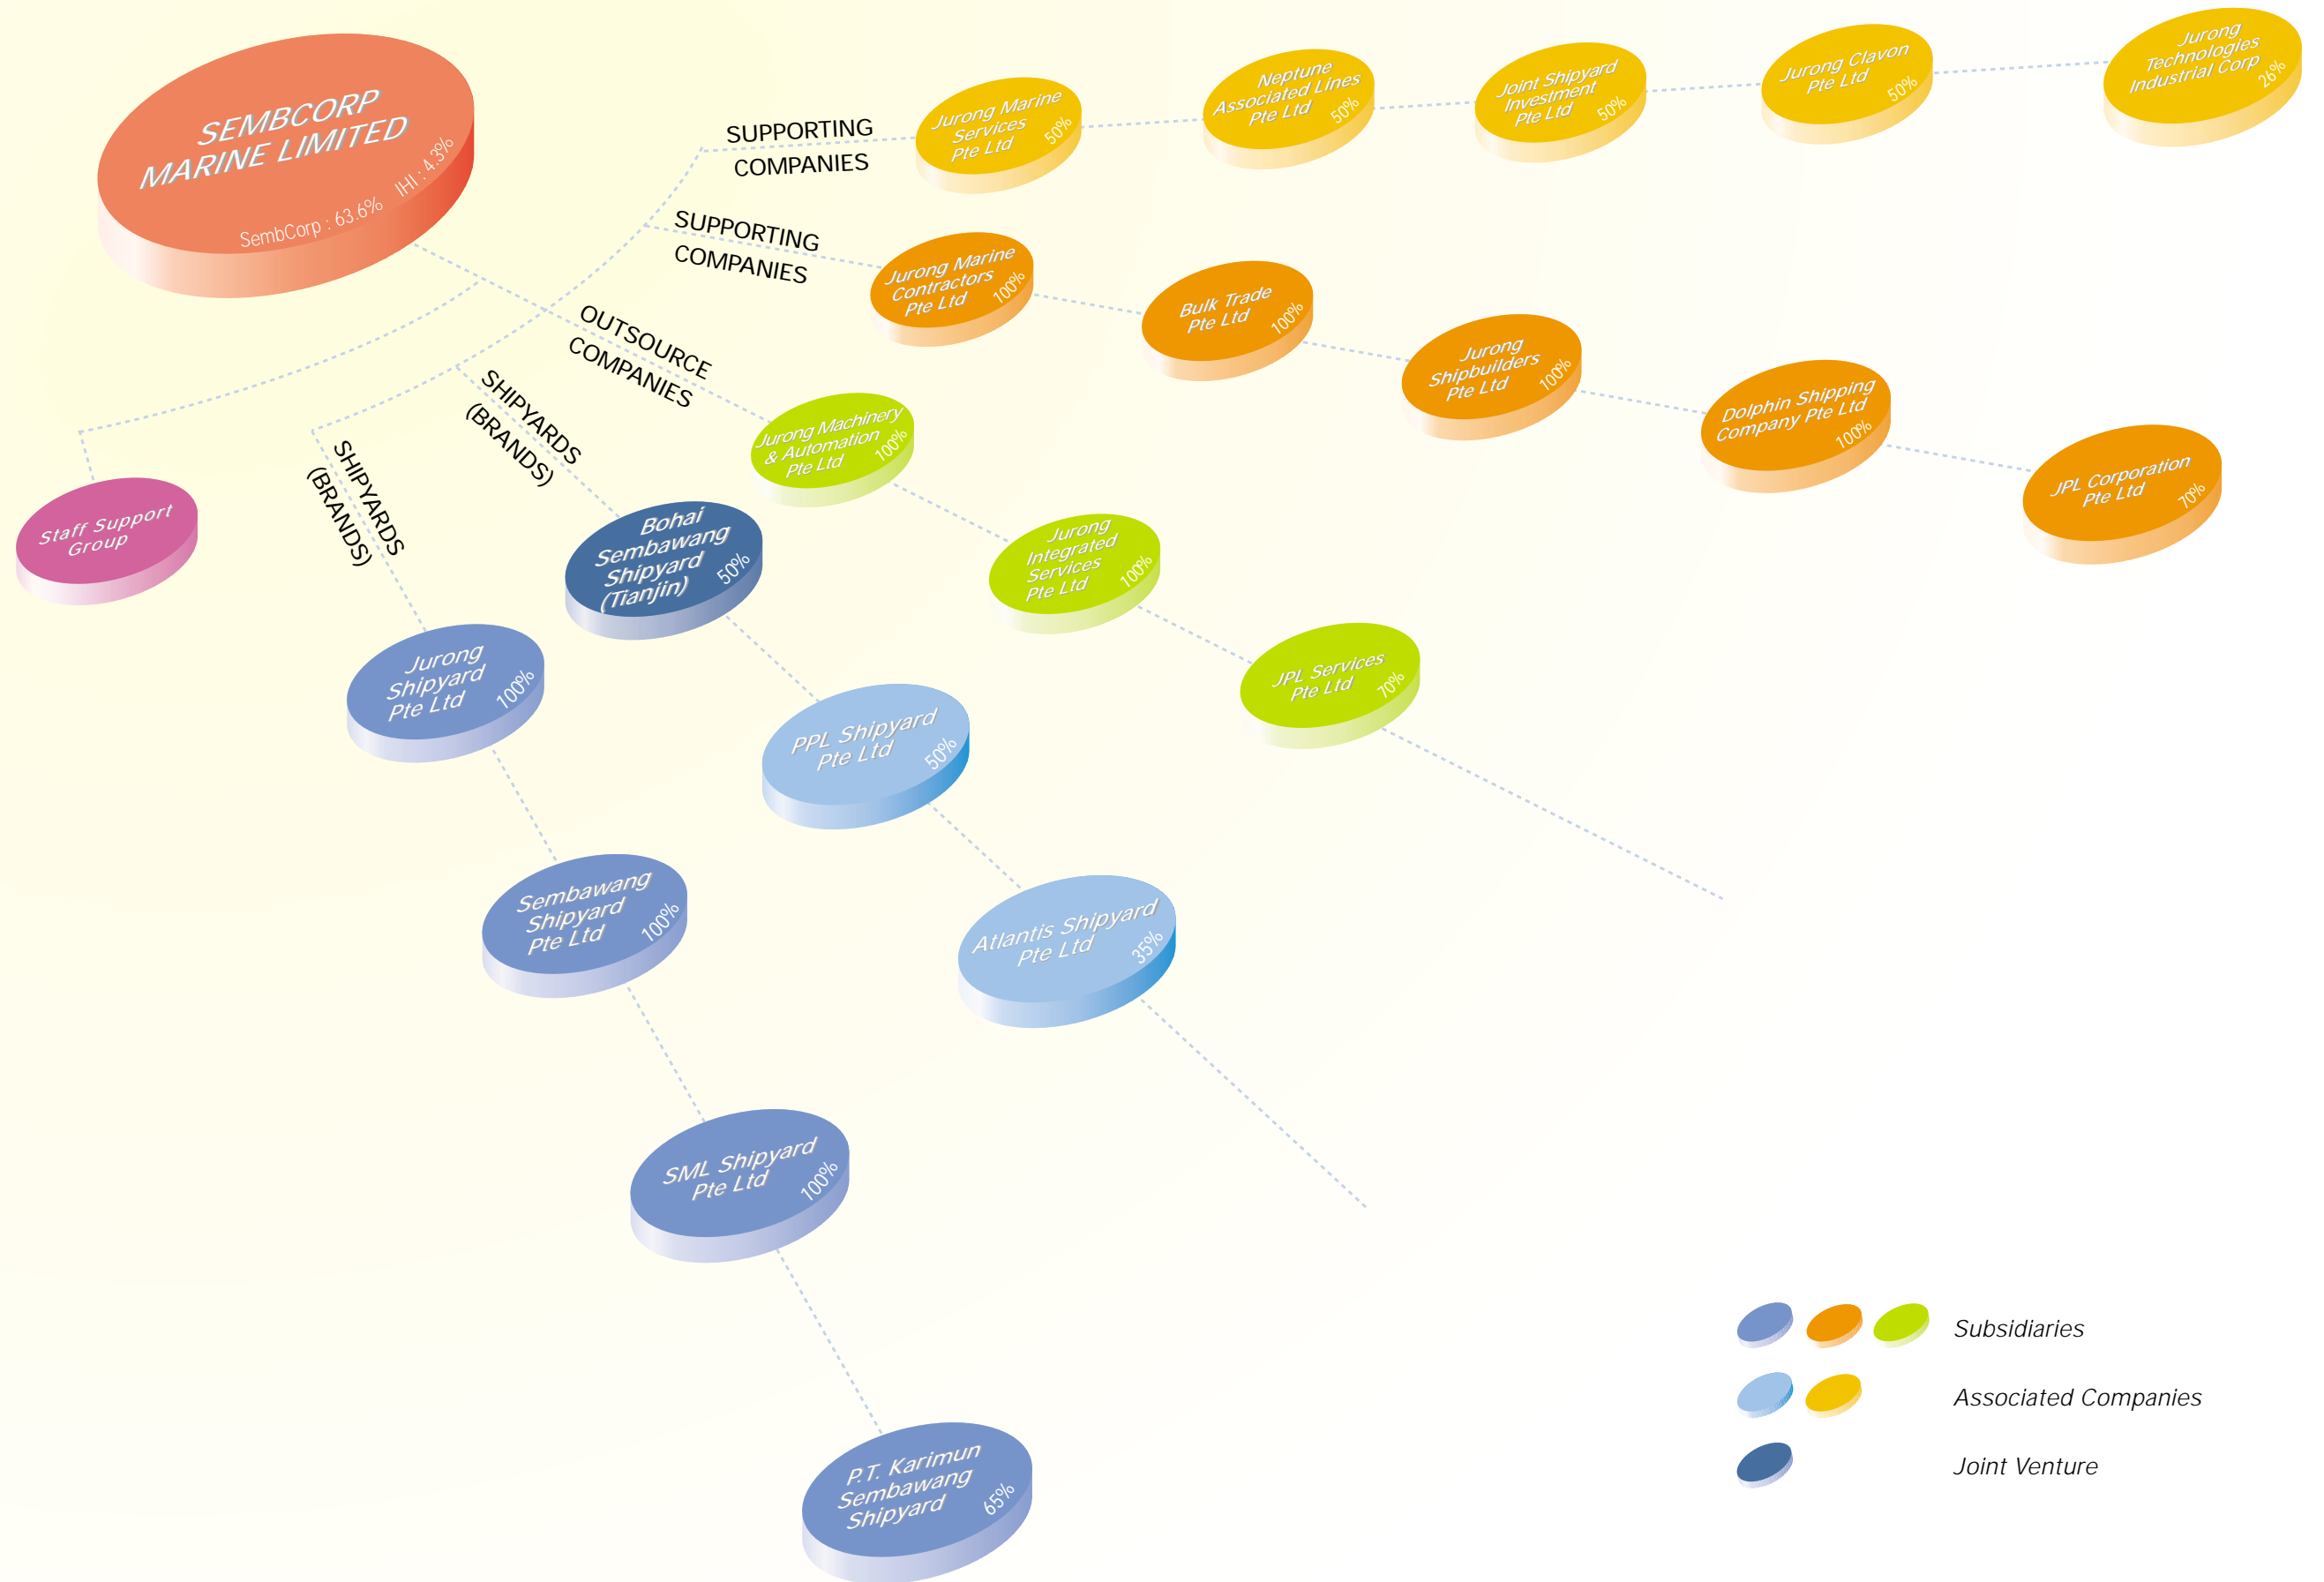 SEMBCORP
MARINE LIMITED
SembCorp : 63.6%
IHI : 4.3%
SUPPORTING
COMPANIES
Jurong Marine
Services
Pte Ltd
50%
Neptune
Associated Lines
Pte Ltd
50%
Joint Shipyard
Investment
Pte Ltd
50%
Jurong Clavon
Pte Ltd
50%
Jurong
Technologles
Industrial Corp
26%
SUPPORTING
COMPANIES
Jurong Marine
Contractors
Pte Ltd
100%
Bulk Trade
Pte Ltd
100%
Jurong
Shipbuilders
Pte Ltd
100%
Dolphin Shipping
Company Pte Ltd
100%
JPL Corporation
Pte Ltd
70%
OUTSOURCE
COMPANIES
Jurong Machinery
& Automation
Pte Ltd
100%
Jurong
Integrated
Services
Pte Ltd
100%
JPL Services
Pte Ltd
70%
SHIPYARDS
(BRANDS)
Bohai
Sembawang
Shipyard
(Tianjin)
50%
PPL Shipyard
Pte Ltd
50%
Atlantis Shipyard
Pte Ltd
35%
SHIPYARDS
(BRANDS)
Jurong
Shipyard
Pte Ltd
100%
Sembawang
Shipyard
Pte Ltd
100%
SML Shipyard
Pte Ltd
100%
P.T. Karimun
Sembawang
Shipyard
65%
Staff Support
Group
Subsidiaries
Associated Companies
Joint Venture